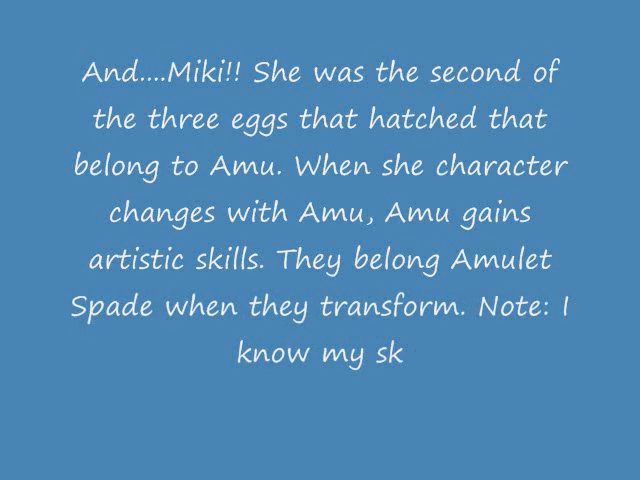 And....Miki!! She was the second of
the three eggs that hatched that
belong to Amu. When she character
changes with Amu, Amu gains
artistic skills. They belong Amulet
Spade when they transform. Note: I
know my sk